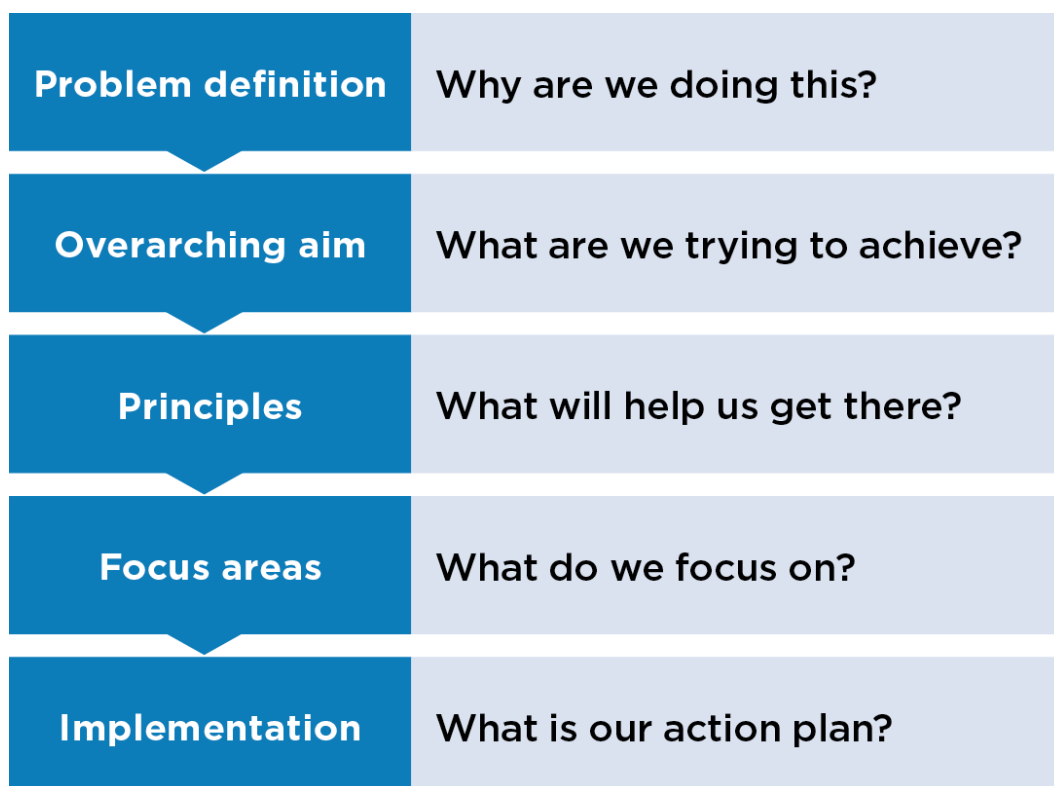 Problem definition
Why are we doing this?
Overarching aim
What are we trying to achieve?
Principles
What will help us get there?
Focus areas
What do we focus on?
Implementation
What is our action plan?